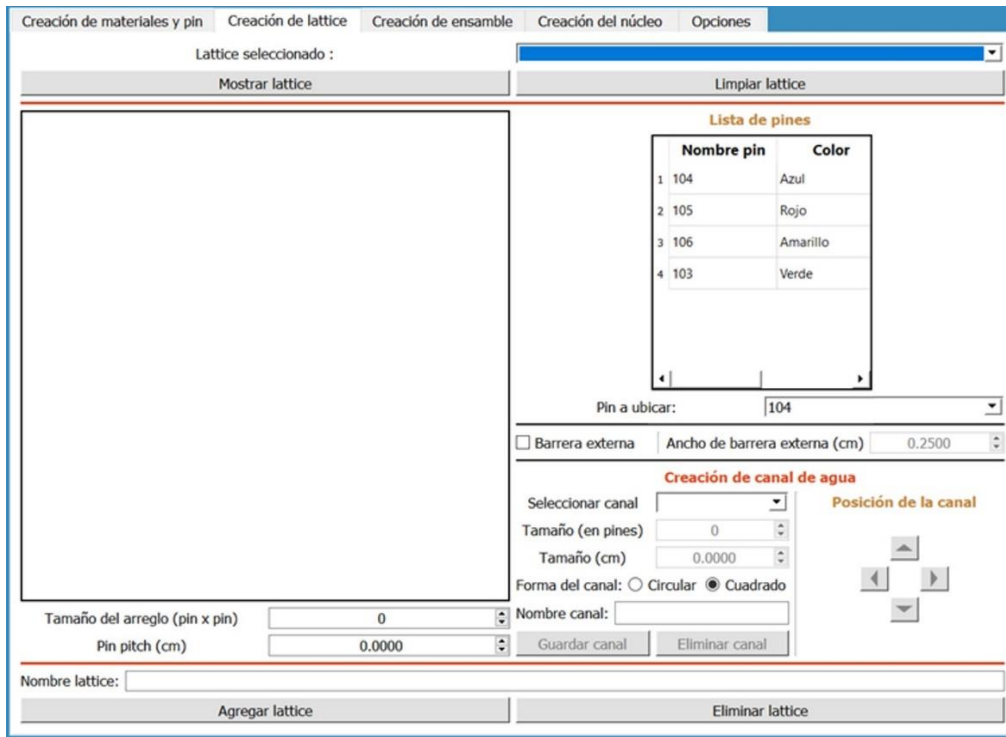 Creación de materiales y pin Creación de lattice Creación de ensamble Creación del núcleo Opciones
Lattice seleccionado :
Mostrar lattice Limpiar lattice
Lista de pines
Nombre pin Color
1 104 Azul
2 105 Rojo
3 106 Amarillo
4 103 Verde
Pin a ubicar: 104
Barrera externa Ancho de barrera externa (cm) 0.2500
Creación de canal de agua
Seleccionar canal Posición de la canal
Tamaño (en pines) 0
Tamaño (cm) 0.0000
Forma del canal: Circular Cuadrado
Nombre canal:
Guardar canal Eliminar canal
Tamaño del arreglo (pin x pin) 0
Pin pitch (cm) 0.0000
Nombre lattice:
Agregar lattice Eliminar lattice